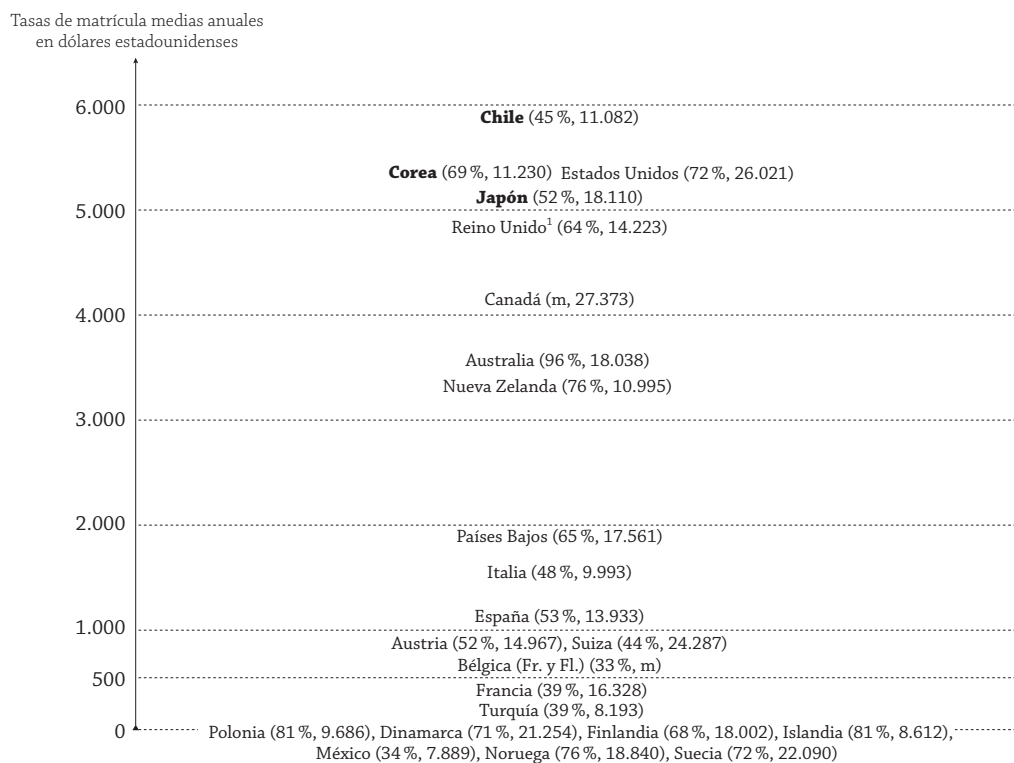 Tasas de matrícula medias anuales
en dólares estadounidenses
6.000
Chile (45 %, 11.082)
Corea (69 %, 11.230) Estados Unidos (72 %, 26.021)
Japón (52 %, 18.110)
5.000
Reino Unido¹ (64 %, 14.223)
Canadá (m, 27.373)
4.000
Australia (96 %, 18.038)
Nueva Zelanda (76 %, 10.995)
3.000
2.000
Países Bajos (65 %, 17.561)
Italia (48 %, 9.993)
España (53 %, 13.933)
1.000
Austria (52 %, 14.967), Suiza (44 %, 24.287)
Bélgica (Fr. y Fl.) (33 %, m)
500
Francia (39 %, 16.328)
Turquía (39 %, 8.193)
0
Polonia (81 %, 9.686), Dinamarca (71 %, 21.254), Finlandia (68 %, 18.002), Islandia (81 %, 8.612),
México (34 %, 7.889), Noruega (76 %, 18.840), Suecia (72 %, 22.090)